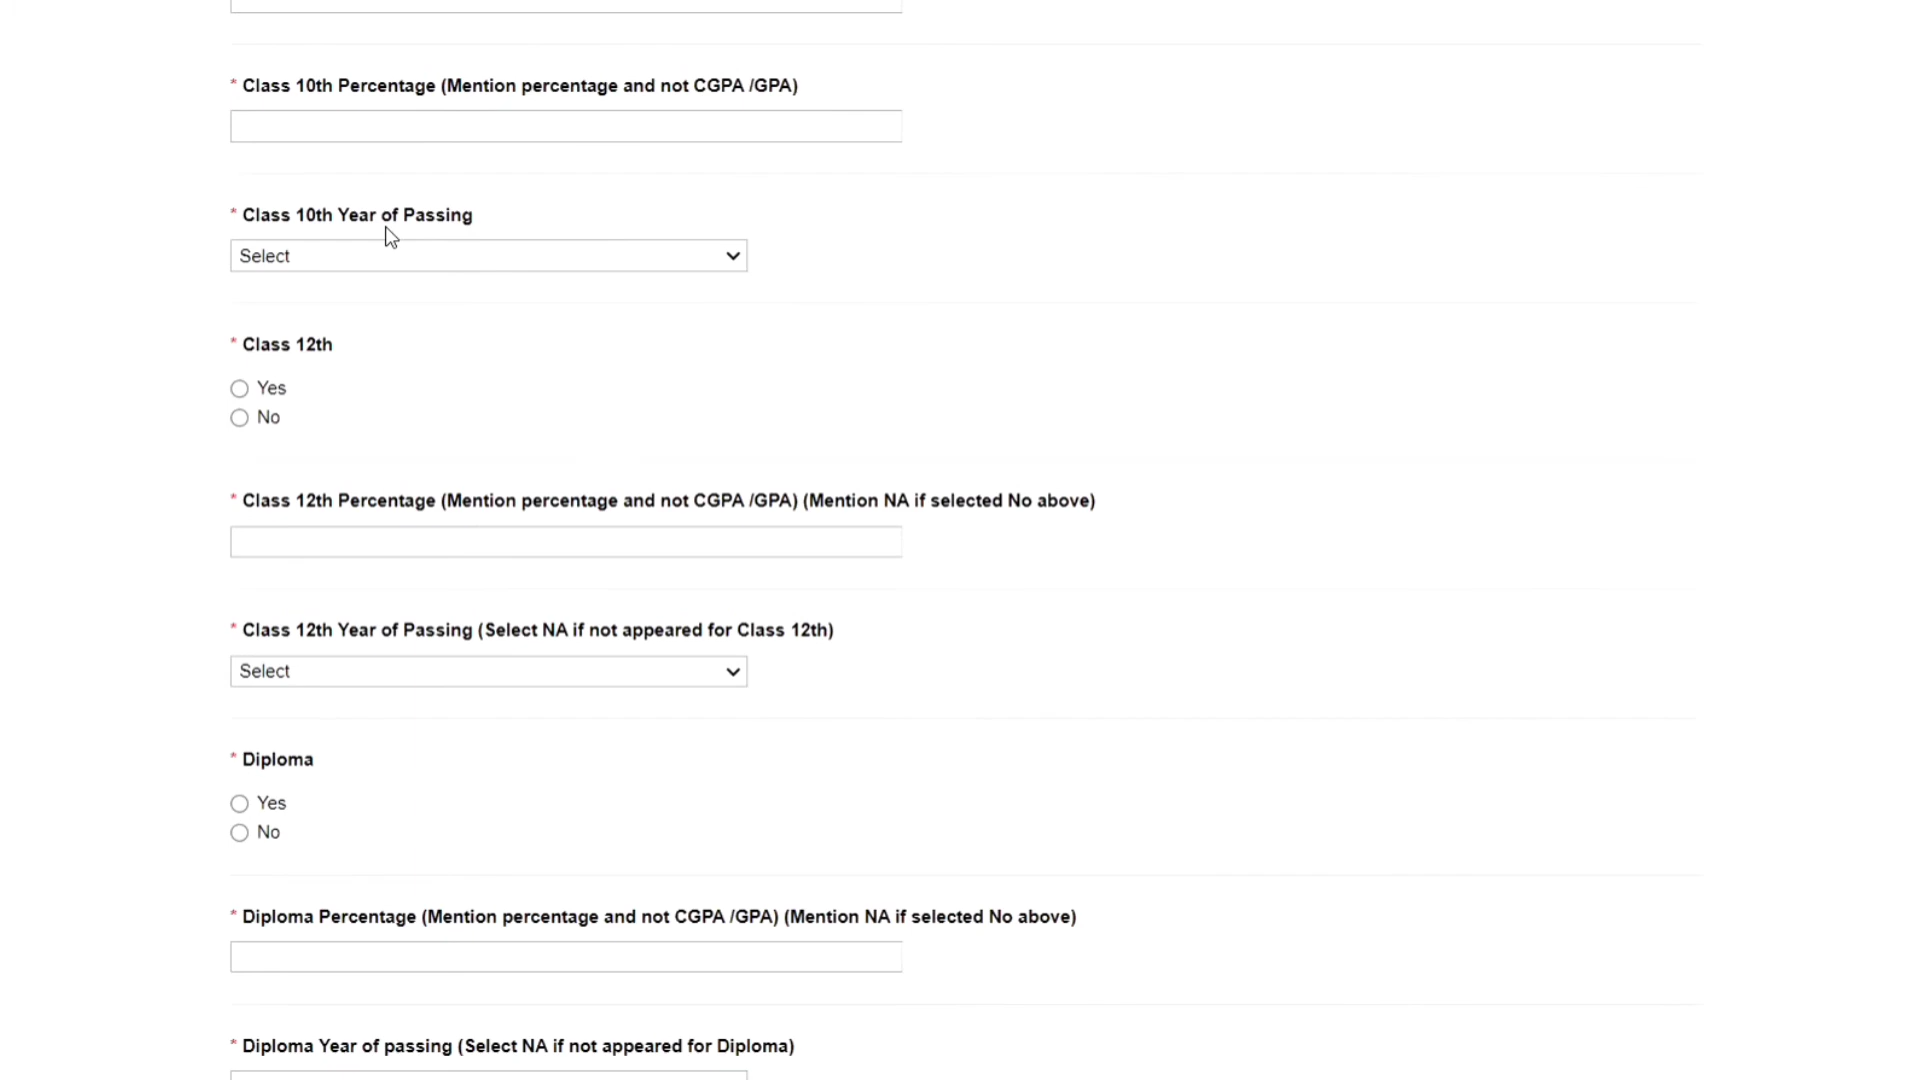 * Class 10th Percentage (Mention percentage and not CGPA /GPA)
* Class 10th Year of Passing
Select
* Class 12th
Yes
No
* Class 12th Percentage (Mention percentage and not CGPA /GPA) (Mention NA if selected No above)
* Class 12th Year of Passing (Select NA if not appeared for Class 12th)
Select
* Diploma
Yes
No
* Diploma Percentage (Mention percentage and not CGPA /GPA) (Mention NA if selected No above)
* Diploma Year of passing (Select NA if not appeared for Diploma)